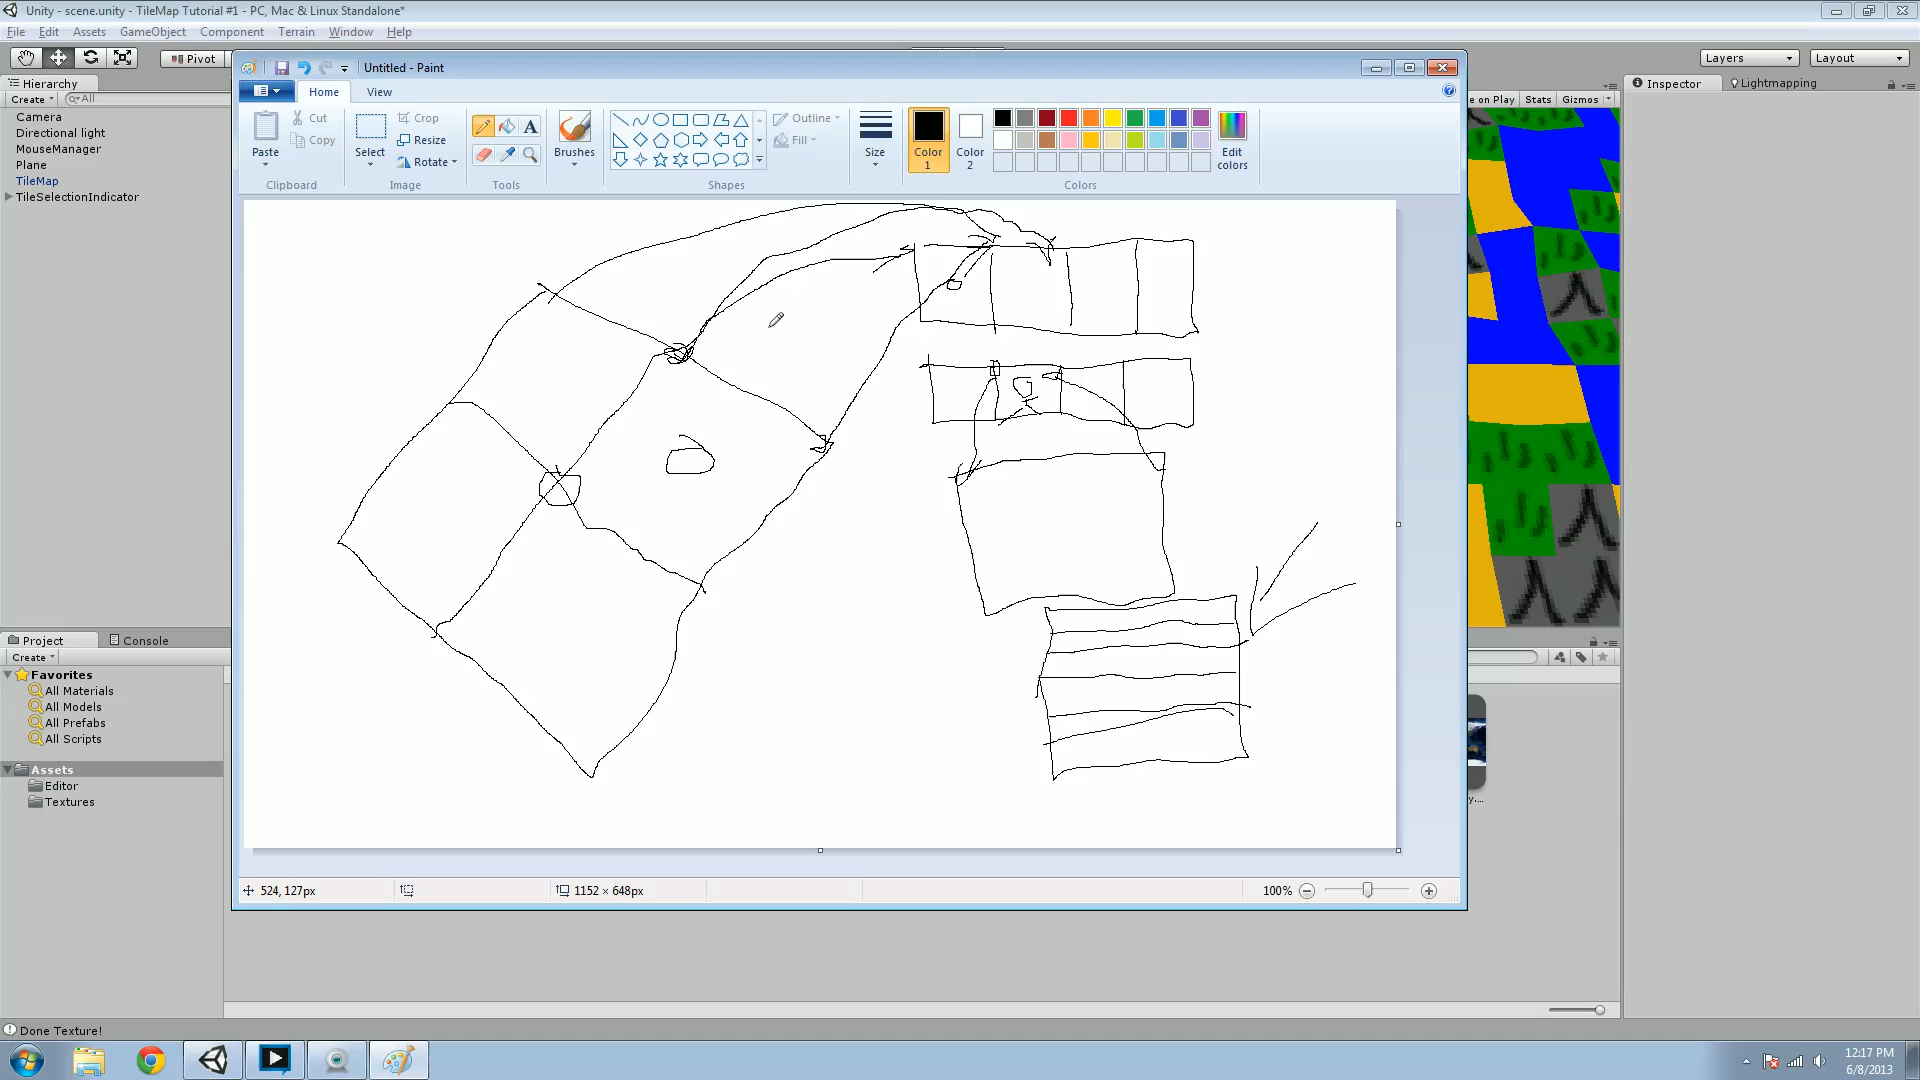 Unity - scene.unity - TileMap Tutorial #1 - PC, Mac & Linux Standalone*
File Edit Assets GameObject Component Terrain Window Help
Pivot
Layers
Layout
Hierarchy
Create
All
Camera
Directional light
MouseManager
Plane
TileMap
TileSelectionIndicator
Untitled - Paint
Home View
Paste
Cut
Copy
Clipboard
Select
Crop
Resize
Rotate
Image
A
Tools
Brushes
Outline
Fill
Shapes
Size
Color 1
Color 2
Edit colors
Colors
Inspector
Lightmapping
e on Play Stats Gizmos
524, 127px
1152 × 648px
100%
Project
Console
Create
Favorites
All Materials
All Models
All Prefabs
All Scripts
Assets
Editor
Textures
y,...
Done Texture!
12:17 PM
6/8/2013